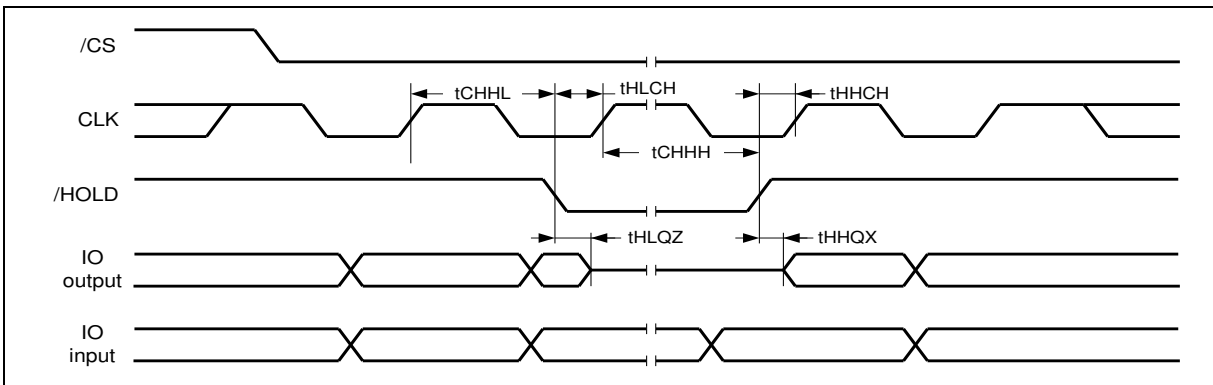 /CS
tCHHL
tHLCH
tHHCH
CLK
tCHHH
/HOLD
tHLQZ
tHHQX
IO
output
IO
input